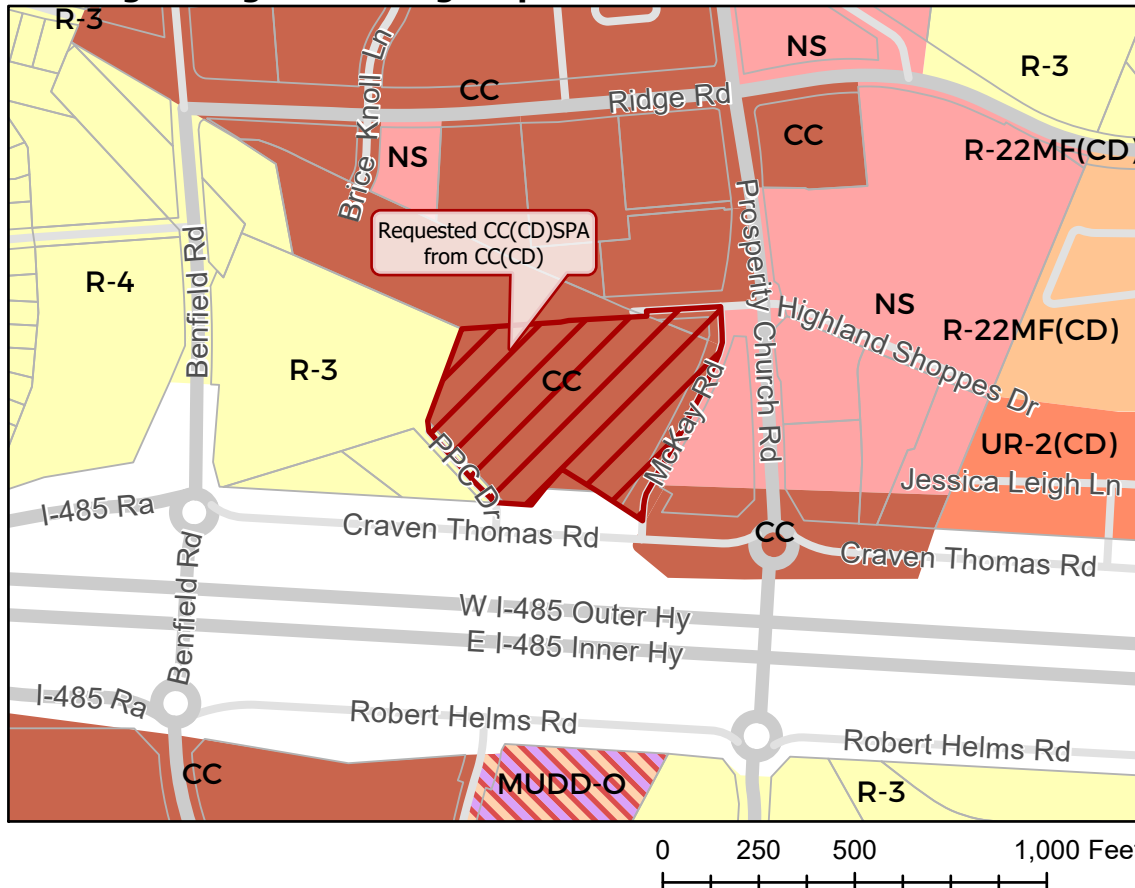 R-3
NS
R-3
CC
Ridge Rd
CC
R-22MF(CD)
Brice Knoll Ln
NS
Requested CC(CD)SPA
from CC(CD)
Prosperity Church Rd
Benfield Rd
R-4
NS
Highland Shoppes Dr
R-22MF(CD)
R-3
CC
McKay Rd
PPC Dr
UR-2(CD)
Jessica Leigh Ln
I-485 Ra
Craven Thomas Rd
CC
Craven Thomas Rd
Benfield Rd
W I-485 Outer Hy
E I-485 Inner Hy
I-485 Ra
Robert Helms Rd
Robert Helms Rd
CC
MUDD-O
R-3
0 250 500 1,000 Feet